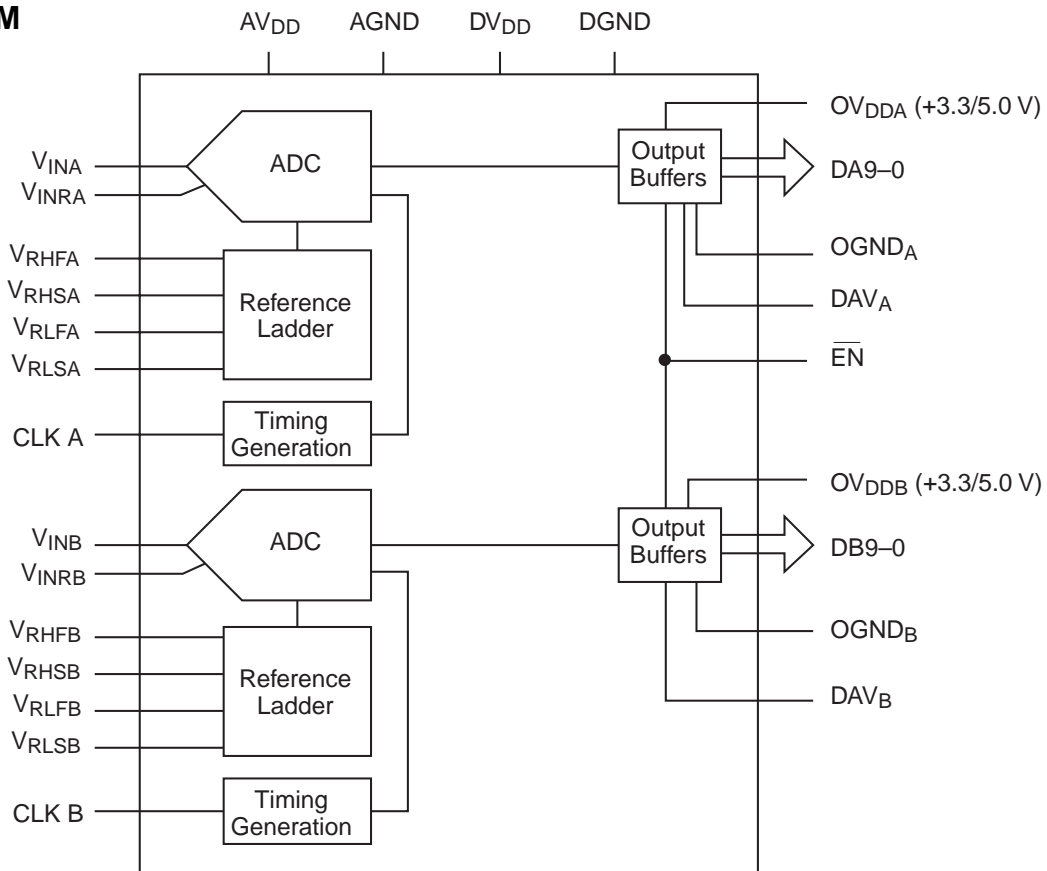 M
AVDD AGND DVDD DGND
OVDDA (+3.3/5.0 V)
VINA
ADC
Output
Buffers
DA9–0
VINRA
OGNDA
VRHFA
VRHSA
Reference
Ladder
DAVA
VRLFA
VRLSA
EN
Timing
Generation
CLK A
OVDDB (+3.3/5.0 V)
VINB
ADC
Output
Buffers
DB9–0
VINRB
VRHFB
OGNDB
VRHSB
Reference
Ladder
VRLFB
DAVB
VRLSB
Timing
Generation
CLK B